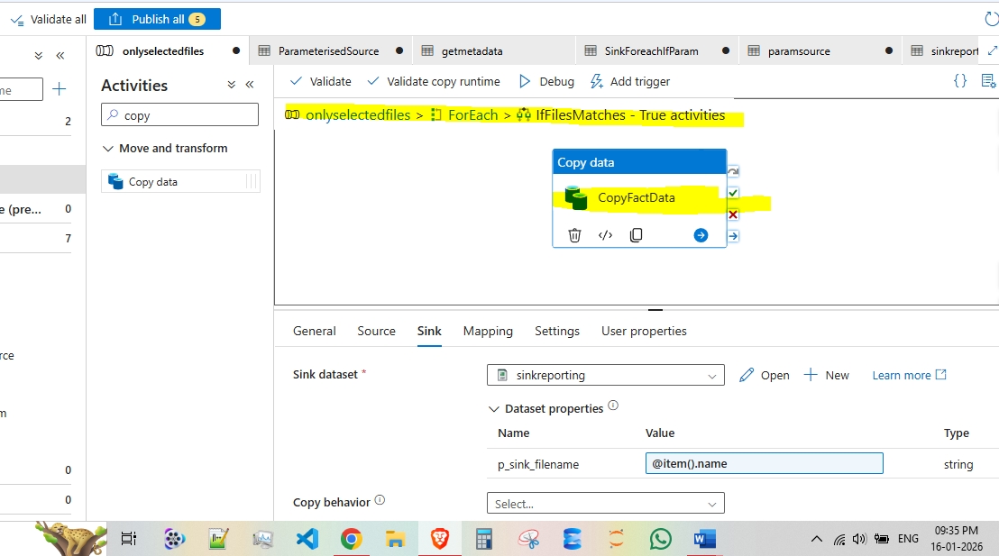 Validate all
Publish all 5
onlyselectedfiles
ParameterisedSource
getmetadata
SinkForeachIfParam
paramsource
sinkreport
me
2
e (pre... 0
7
rce
m
0
0
Activities
copy
Move and transform
Copy data
Validate
Validate copy runtime
Debug
Add trigger
{}
onlyselectedfiles > ForEach > IfFilesMatches - True activities
Copy data
CopyFactData
General
Source
Sink
Mapping
Settings
User properties
Sink dataset *
sinkreporting
Open
New
Learn more
Dataset properties
Name Value Type
p_sink_filename @item().name string
Copy behavior
Select...
ENG
09:35 PM
16-01-2026